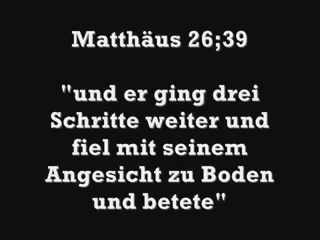 Matthäus 26;39
"und er ging drei
Schritte weiter und
fiel mit seinem
Angesicht zu Boden
und betete"